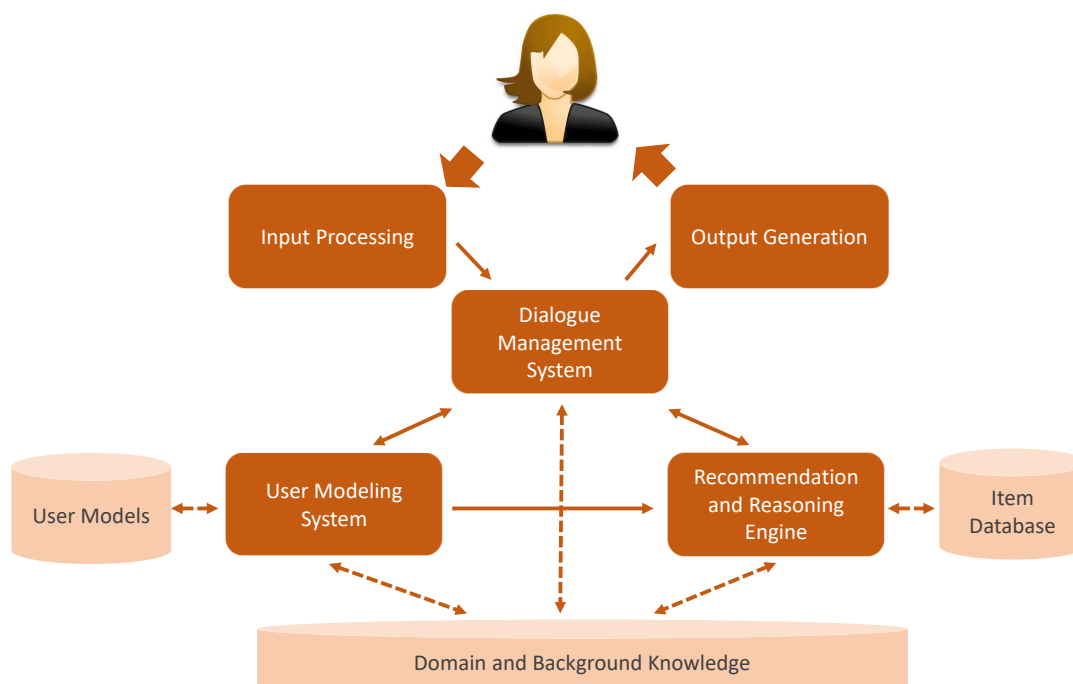 Input Processing
Output Generation
Dialogue
Management
System
User Models
User Modeling
System
Recommendation
and Reasoning
Engine
Item
Database
Domain and Background Knowledge